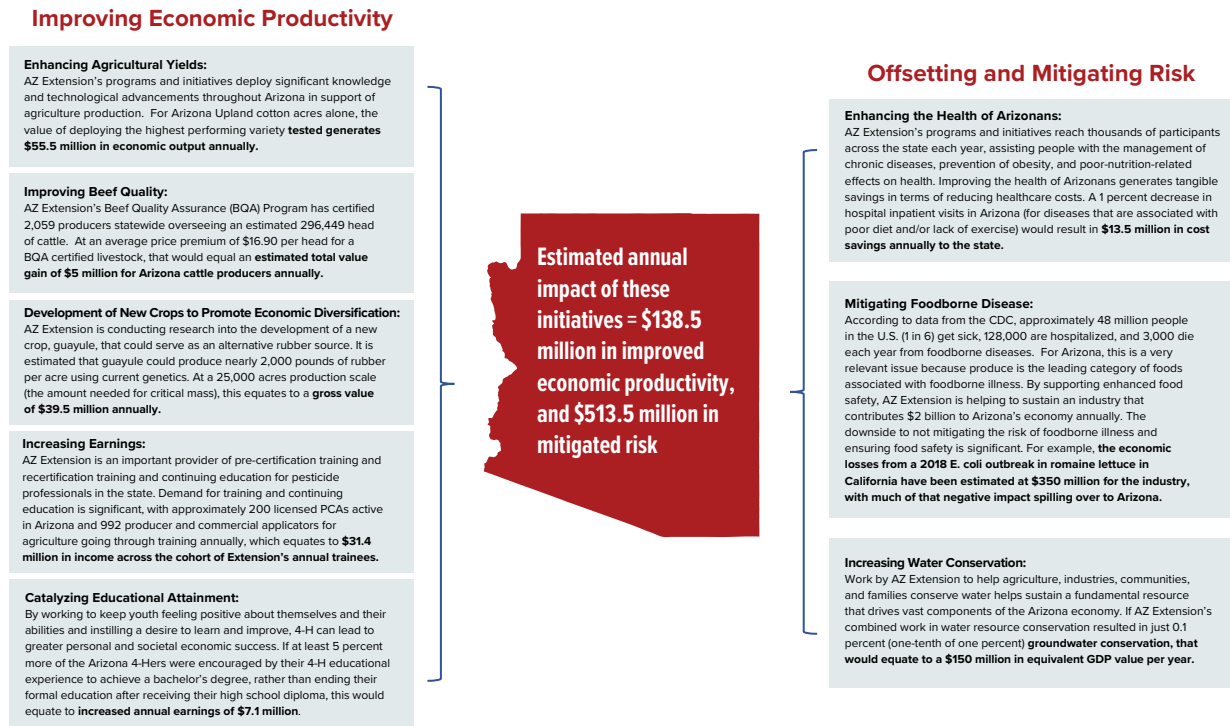 Improving Economic Productivity
Enhancing Agricultural Yields:
AZ Extension's programs and initiatives deploy significant knowledge
and technological advancements throughout Arizona in support of
agriculture production.  For Arizona Upland cotton acres alone, the
value of deploying the highest performing variety tested generates
$55.5 million in economic output annually.
Improving Beef Quality:
AZ Extension's Beef Quality Assurance (BQA) Program has certified
2,059 producers statewide overseeing an estimated 296,449 head
of cattle.  At an average price premium of $16.90 per head for a
BQA certified livestock, that would equal an estimated total value
gain of $5 million for Arizona cattle producers annually.
Development of New Crops to Promote Economic Diversification:
AZ Extension is conducting research into the development of a new
crop, guayule, that could serve as an alternative rubber source. It is
estimated that guayule could produce nearly 2,000 pounds of rubber
per acre using current genetics. At a 25,000 acres production scale
(the amount needed for critical mass), this equates to a gross value
of $39.5 million annually.
Increasing Earnings:
AZ Extension is an important provider of pre-certification training and
recertification training and continuing education for pesticide
professionals in the state. Demand for training and continuing
education is significant, with approximately 200 licensed PCAs active
in Arizona and 992 producer and commercial applicators for
agriculture going through training annually, which equates to $31.4
million in income across the cohort of Extension's annual trainees.
Catalyzing Educational Attainment:
By working to keep youth feeling positive about themselves and their
abilities and instilling a desire to learn and improve, 4-H can lead to
greater personal and societal economic success. If at least 5 percent
more of the Arizona 4-Hers were encouraged by their 4-H educational
experience to achieve a bachelor's degree, rather than ending their
formal education after receiving their high school diploma, this would
equate to increased annual earnings of $7.1 million.
Estimated annual
impact of these
initiatives = $138.5
million in improved
economic productivity,
and $513.5 million in
mitigated risk
Offsetting and Mitigating Risk
Enhancing the Health of Arizonans:
AZ Extension's programs and initiatives reach thousands of participants
across the state each year, assisting people with the management of
chronic diseases, prevention of obesity, and poor-nutrition-related
effects on health. Improving the health of Arizonans generates tangible
savings in terms of reducing healthcare costs. A 1 percent decrease in
hospital inpatient visits in Arizona (for diseases that are associated with
poor diet and/or lack of exercise) would result in $13.5 million in cost
savings annually to the state.
Mitigating Foodborne Disease:
According to data from the CDC, approximately 48 million people
in the U.S. (1 in 6) get sick, 128,000 are hospitalized, and 3,000 die
each year from foodborne diseases.  For Arizona, this is a very
relevant issue because produce is the leading category of foods
associated with foodborne illness. By supporting enhanced food
safety, AZ Extension is helping to sustain an industry that
contributes $2 billion to Arizona's economy annually. The
downside to not mitigating the risk of foodborne illness and
ensuring food safety is significant.  For example, the economic
losses from a 2018 E. coli outbreak in romaine lettuce in
California have been estimated at $350 million for the industry,
with much of that negative impact spilling over to Arizona.
Increasing Water Conservation:
Work by AZ Extension to help agriculture, industries, communities,
and families conserve water helps sustain a fundamental resource
that drives vast components of the Arizona economy. If AZ Extension's
combined work in water resource conservation resulted in just 0.1
percent (one-tenth of one percent) groundwater conservation, that
would equate to a $150 million in equivalent GDP value per year.